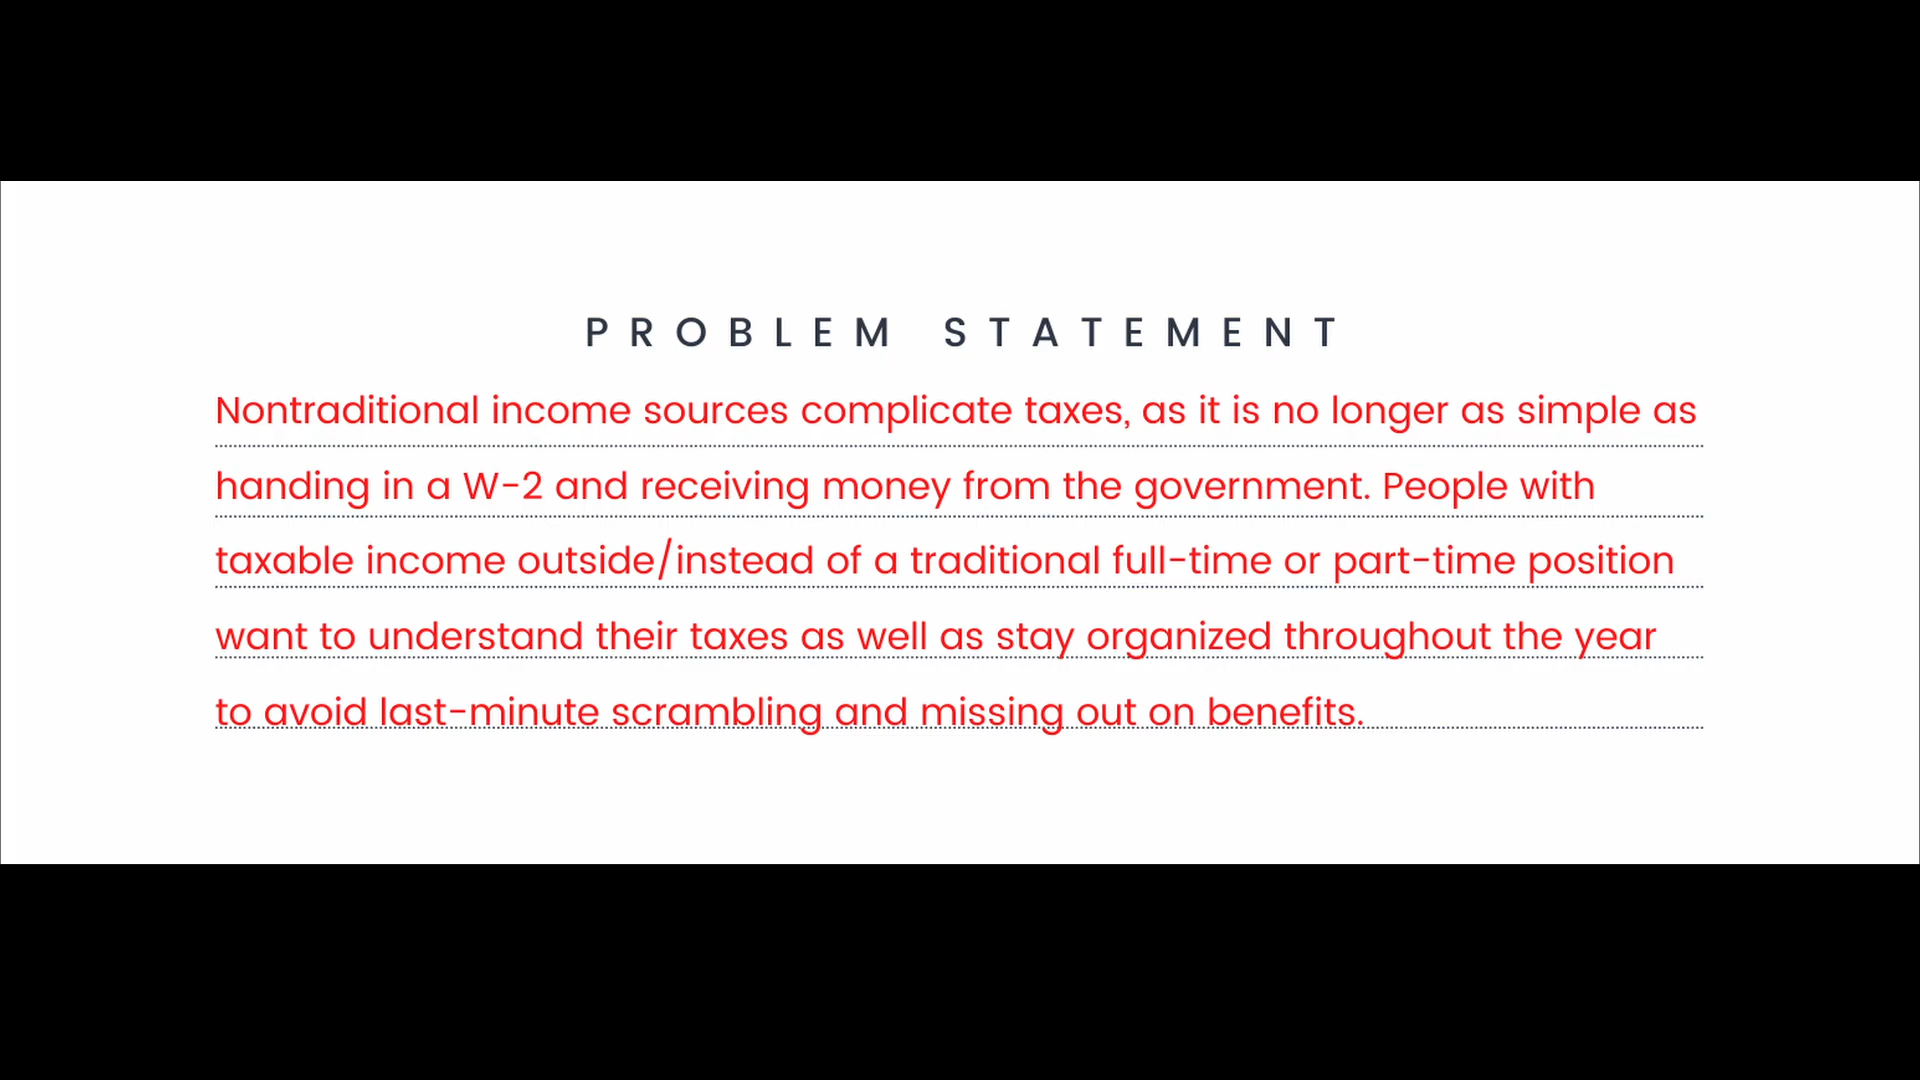 PROBLEM STATEMENT
Nontraditional income sources complicate taxes, as it is no longer as simple as
handing in a W-2 and receiving money from the government. People with
taxable income outside/instead of a traditional full-time or part-time position
want to understand their taxes as well as stay organized throughout the year
to avoid last-minute scrambling and missing out on benefits.